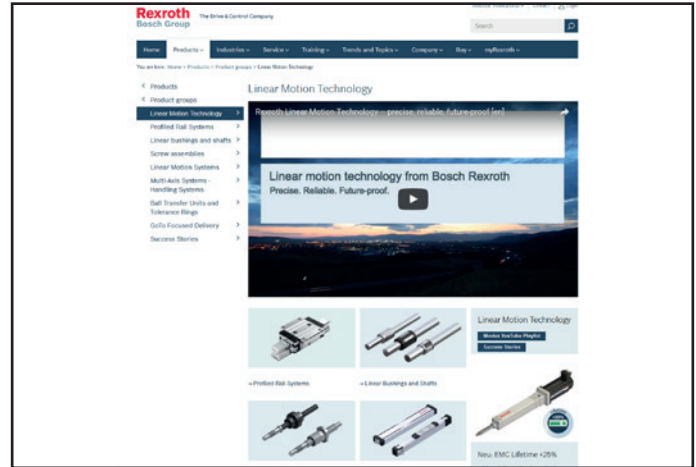 Rexroth
Bosch Group
The Drive & Control Company
Search
Home Products Industries Service Training Trends and Topics Company Buy myRexroth
You are here: Home > Products > Product groups > Linear Motion Technology
< Products
< Product groups
Linear Motion Technology >
Profiled Rail Systems >
Linear bushings and shafts >
Screw assemblies >
Linear Motion Systems >
Multi-Axis Systems -
Handling Systems >
Ball Transfer Units and
Tolerance Rings >
GoTo Focused Delivery >
Success Stories >
Linear Motion Technology
Rexroth Linear Motion Technology – precise, reliable, future-proof [en]
Linear motion technology from Bosch Rexroth
Precise. Reliable. Future-proof.
Linear Motion Technology
Movies YouTube Playlist
Success Stories
Profiled Rail Systems
Linear Bushings and Shafts
New: EMC Lifetime +25%